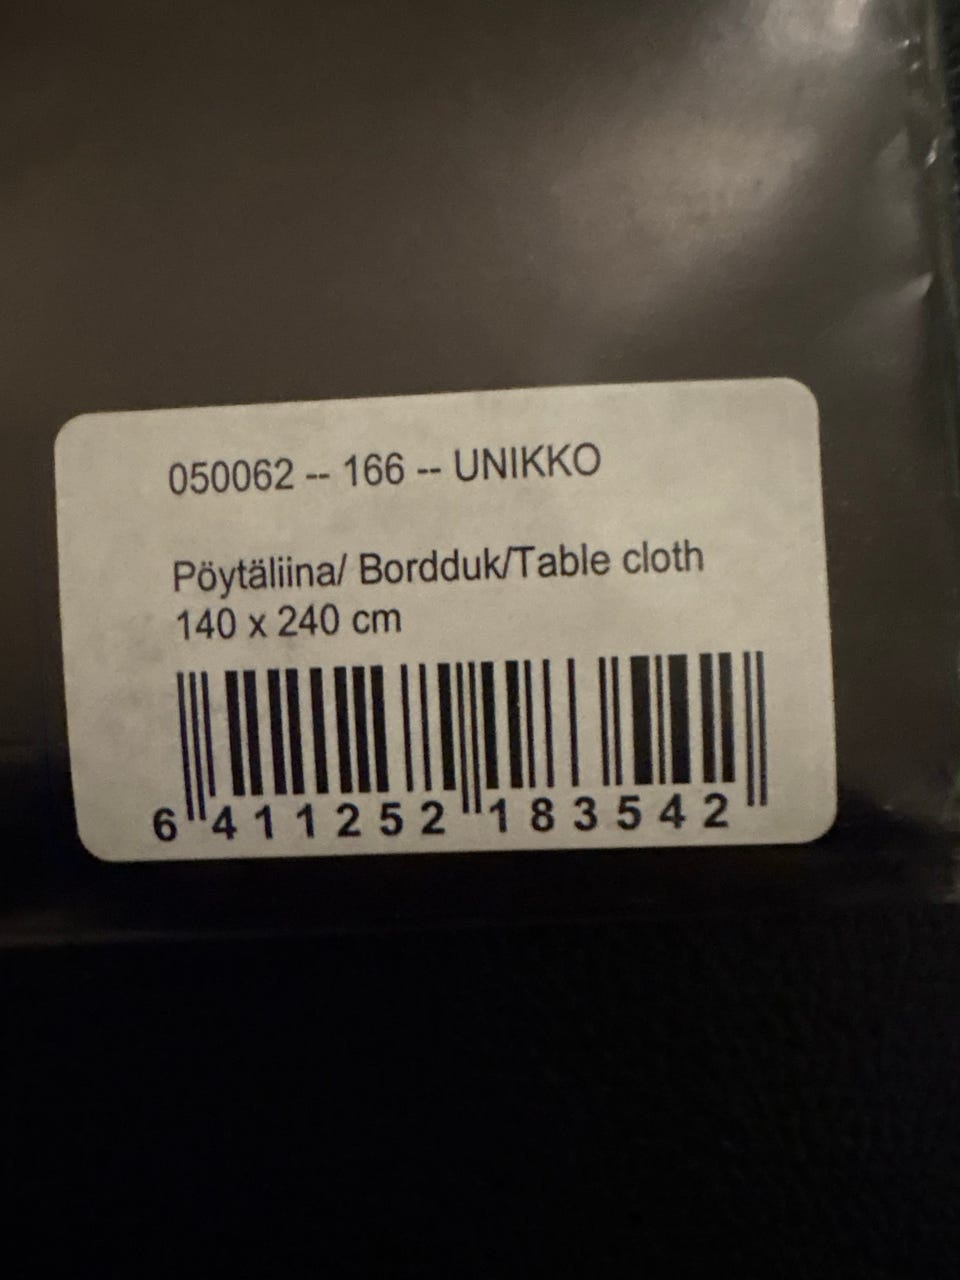 050062 -- 166 -- UNIKKO
Pöytäliina/ Bordduk/Table cloth
140 x 240 cm
6 411252 183542